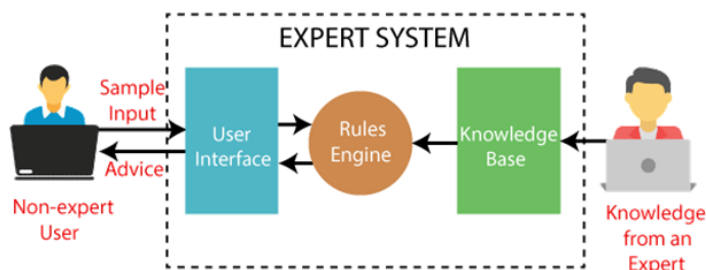 EXPERT SYSTEM
Sample
Input
Advice
Non-expert
User
User
Interface
Rules
Engine
Knowledge
Base
Knowledge
from an
Expert